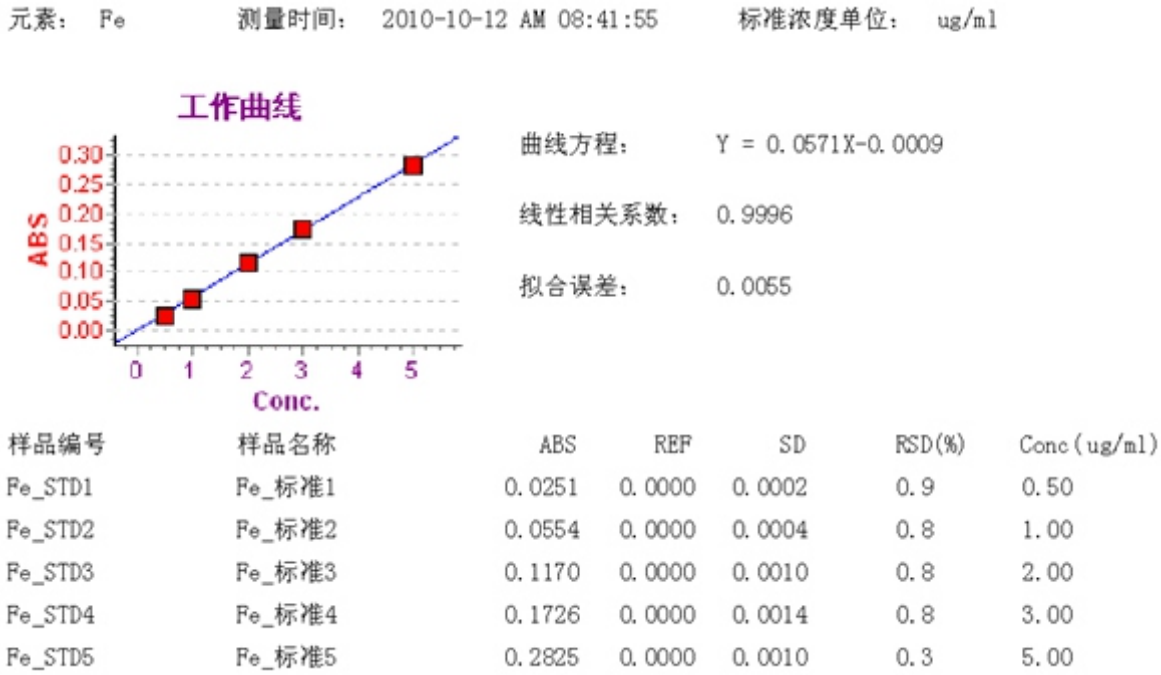 元素： Fe 测量时间： 2010-10-12 AM 08:41:55 标准浓度单位： ug/ml
工作曲线
曲线方程： Y = 0.0571X-0.0009
线性相关系数： 0.9996
拟合误差： 0.0055
ABS
0.30
0.25
0.20
0.15
0.10
0.05
0.00
0 1 2 3 4 5
Conc.
样品编号 样品名称 ABS REF SD RSD(%) Conc(ug/ml)
Fe_STD1 Fe_标准1 0.0251 0.0000 0.0002 0.9 0.50
Fe_STD2 Fe_标准2 0.0554 0.0000 0.0004 0.8 1.00
Fe_STD3 Fe_标准3 0.1170 0.0000 0.0010 0.8 2.00
Fe_STD4 Fe_标准4 0.1726 0.0000 0.0014 0.8 3.00
Fe_STD5 Fe_标准5 0.2825 0.0000 0.0010 0.3 5.00